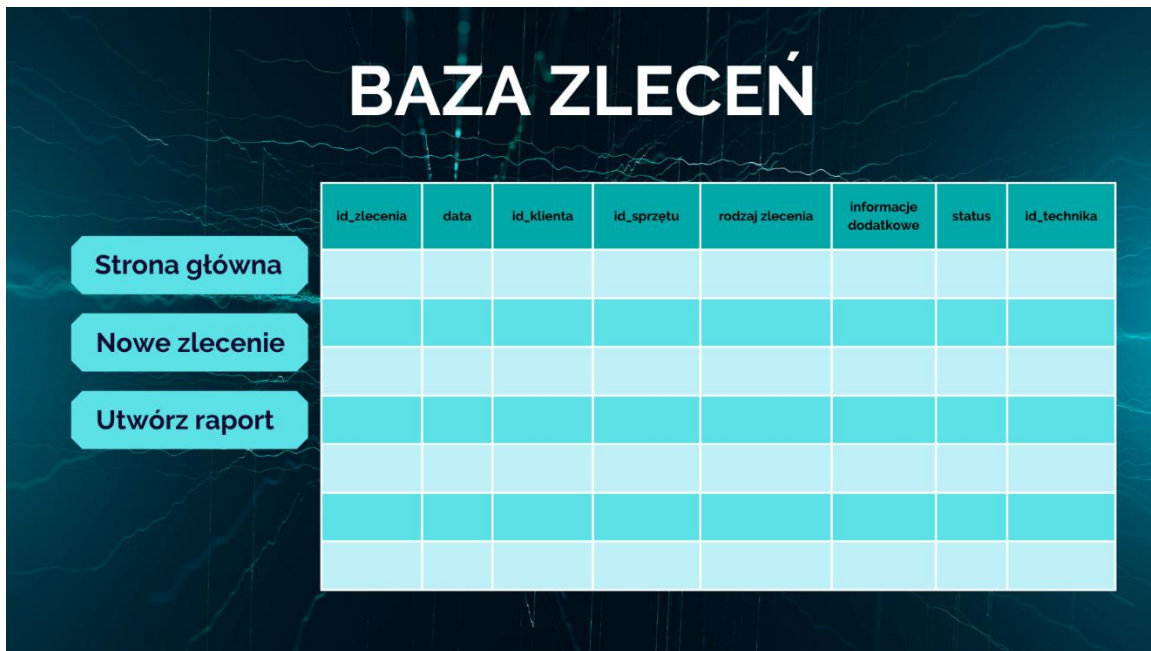 BAZA ZLECEŃ
id_zlecenia data id_klienta id_sprzętu rodzaj zlecenia informacje dodatkowe status id_technika
Strona główna
Nowe zlecenie
Utwórz raport